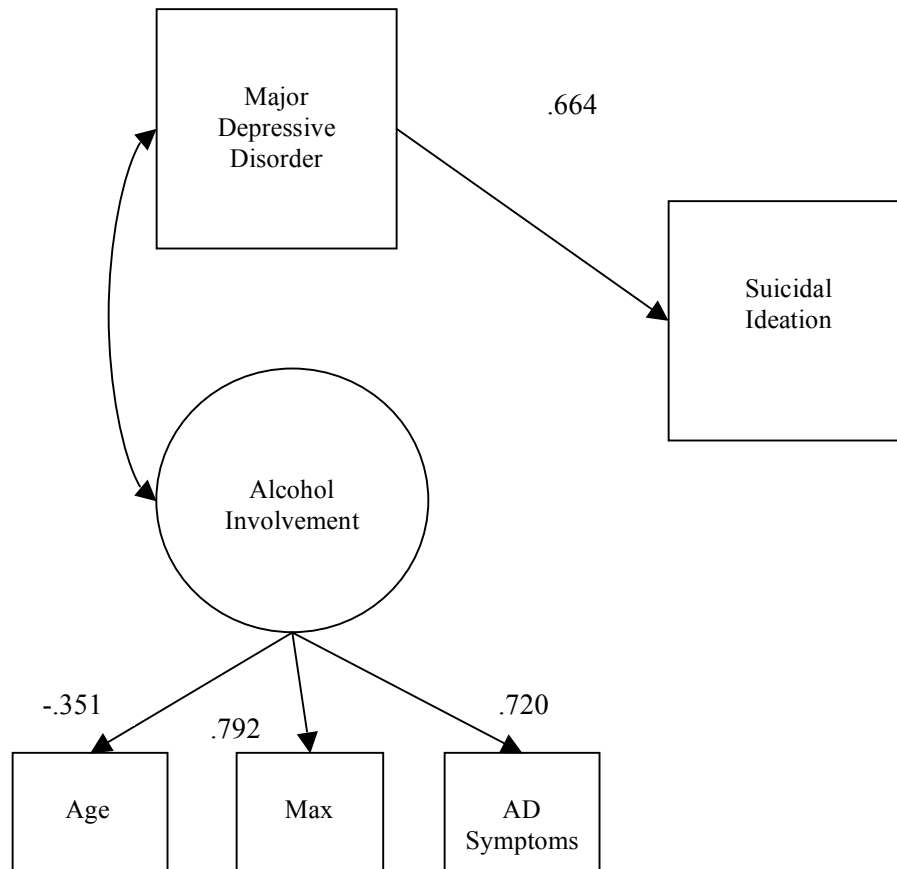 Major
Depressive
Disorder
.664
Suicidal
Ideation
Alcohol
Involvement
-.351
.792
.720
Age
Max
AD
Symptoms